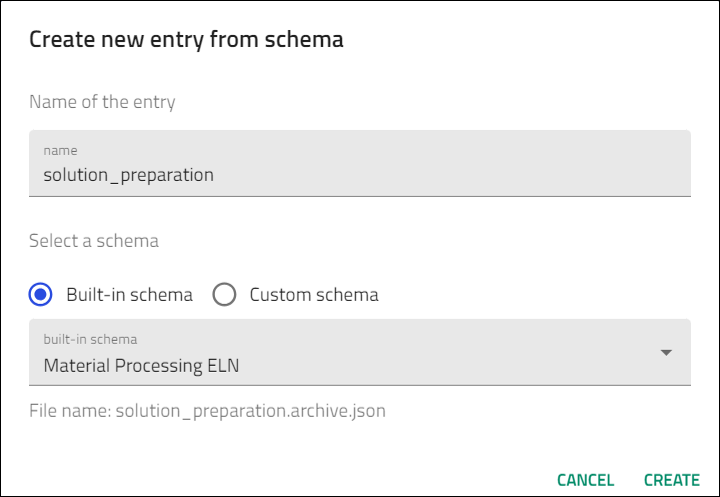 Create new entry from schema
Name of the entry
name
solution_preparation
Select a schema
Built-in schema Custom schema
built-in schema
Material Processing ELN
File name: solution_preparation.archive.json
CANCEL CREATE